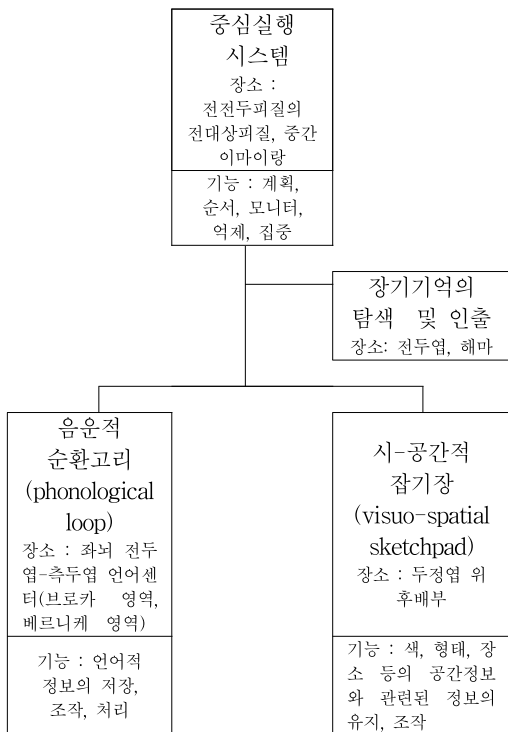 중심실행
시스템
장소 :
전전두피질의
전대상피질, 중간
이마이랑
기능 : 계획,
순서, 모니터,
억제, 집중
장기기억의
탐색 및 인출
장소: 전두엽, 해마
음운적
순환고리
(phonological
loop)
장소 : 좌뇌 전두
엽-측두엽 언어센
터(브로카 영역,
베르니케 영역)
기능 : 언어적
정보의 저장,
조작, 처리
시-공간적
잡기장
(visuo-spatial
sketchpad)
장소 : 두정엽 위
후배부
기능 : 색, 형태, 장
소 등의 공간정보
와 관련된 정보의
유지, 조작